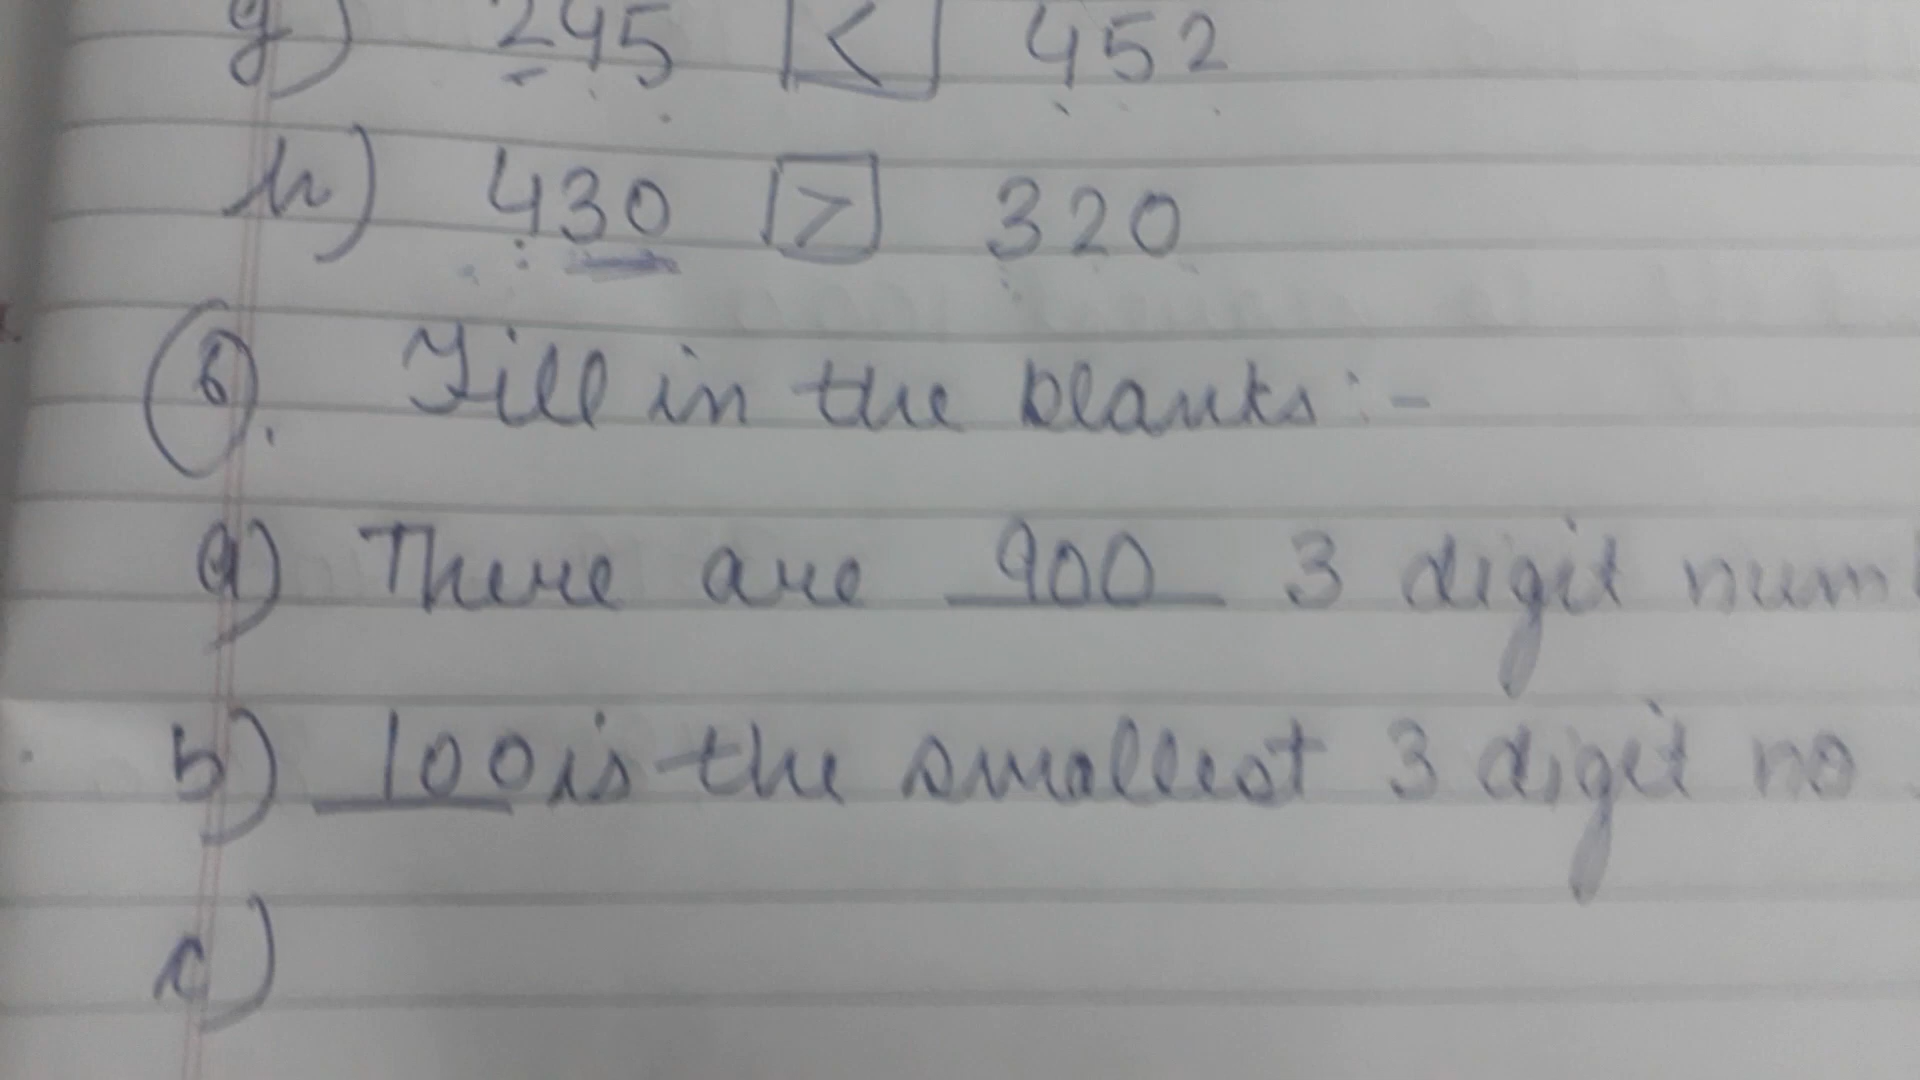 g) 245 < 452
h) 430 > 320
6. Fill in the blanks :-
a) There are 900 3 digit num
b) 100 is the smallest 3 digit no
c)